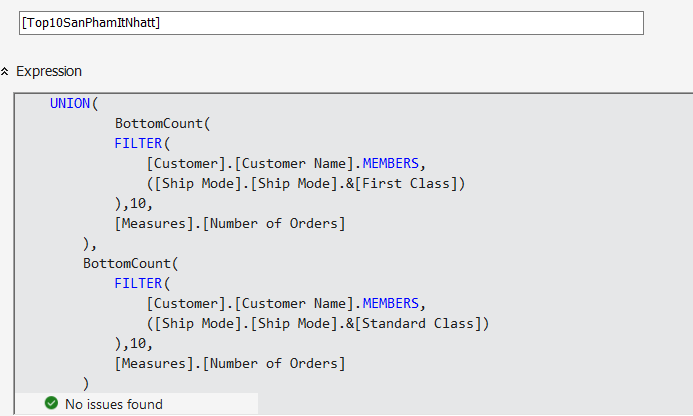 [Top10SanPhamItNhatt]
Expression
UNION(
BottomCount(
FILTER(
[Customer].[Customer Name].MEMBERS,
([Ship Mode].[Ship Mode].&[First Class])
),10,
[Measures].[Number of Orders]
),
BottomCount(
FILTER(
[Customer].[Customer Name].MEMBERS,
([Ship Mode].[Ship Mode].&[Standard Class])
),10,
[Measures].[Number of Orders]
)
No issues found